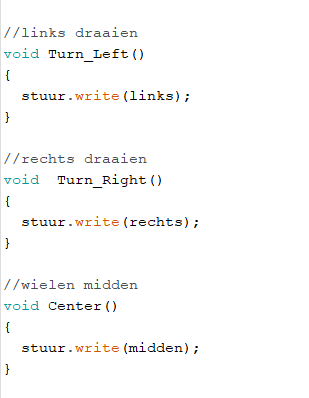 //links draaien
void Turn_Left()
{
  stuur.write(links);
}

//rechts draaien
void  Turn_Right()
{
  stuur.write(rechts);
}

//wielen midden
void Center()
{
  stuur.write(midden);
}